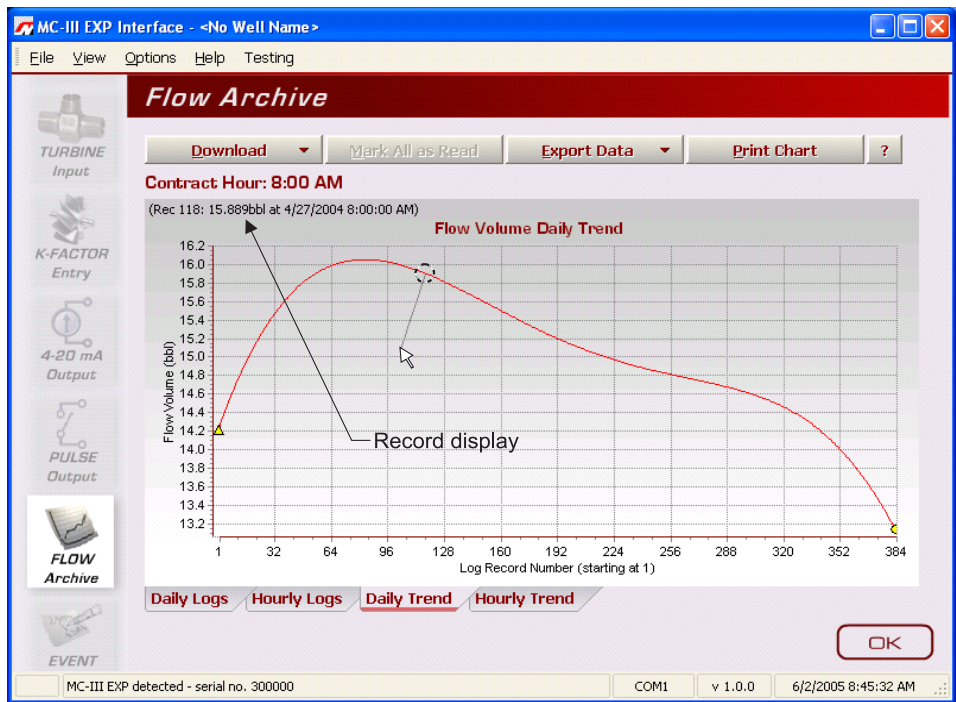 MC-III EXP Interface - <No Well Name>
File View Options Help Testing
Flow Archive
TURBINE
Input
K-FACTOR
Entry
4-20 mA
Output
PULSE
Output
FLOW
Archive
EVENT
Download Mark All as Read Export Data Print Chart ?
Contract Hour: 8:00 AM
(Rec 118: 15.889bbl at 4/27/2004 8:00:00 AM)
Flow Volume Daily Trend
Flow Volume (bbl)
16.2
16.0
15.8
15.6
15.4
15.2
15.0
14.8
14.6
14.4
14.2
14.0
13.8
13.6
13.4
13.2
Record display
1 32 64 96 128 160 192 224 256 288 320 352 384
Log Record Number (starting at 1)
Daily Logs Hourly Logs Daily Trend Hourly Trend
OK
MC-III EXP detected - serial no. 300000 COM1 v 1.0.0 6/2/2005 8:45:32 AM